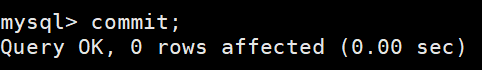 mysql> commit;
Query OK, 0 rows affected (0.00 sec)